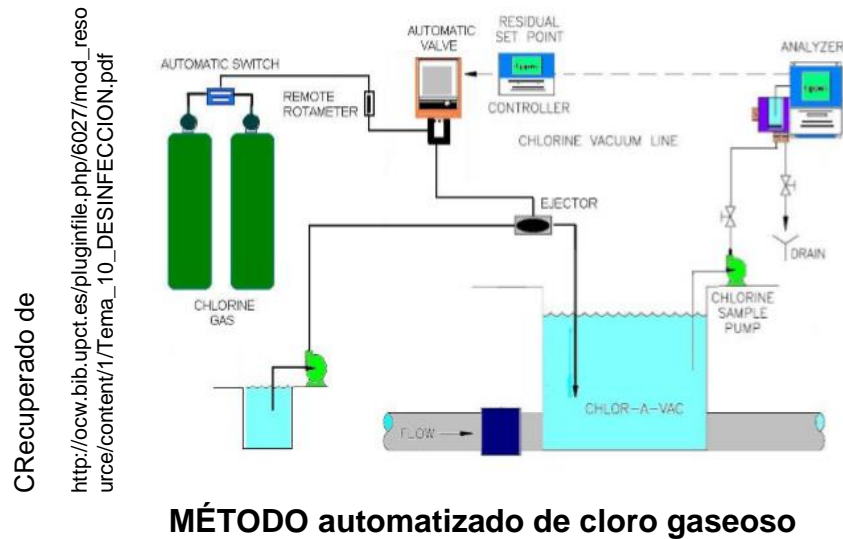 CRecuperado de
http://ocw.bib.upct.es/pluginfile.php/6027/mod_reso
urce/content/1/Tema_10_DESINFECCION.pdf
AUTOMATIC SWITCH
REMOTE
ROTAMETER
AUTOMATIC
VALVE
RESIDUAL
SET POINT
CONTROLLER
ANALYZER
CHLORINE VACUUM LINE
EJECTOR
CHLORINE
GAS
DRAIN
CHLORINE
SAMPLE
PUMP
CHLOR-A-VAC
FLOW
MÉTODO automatizado de cloro gaseoso